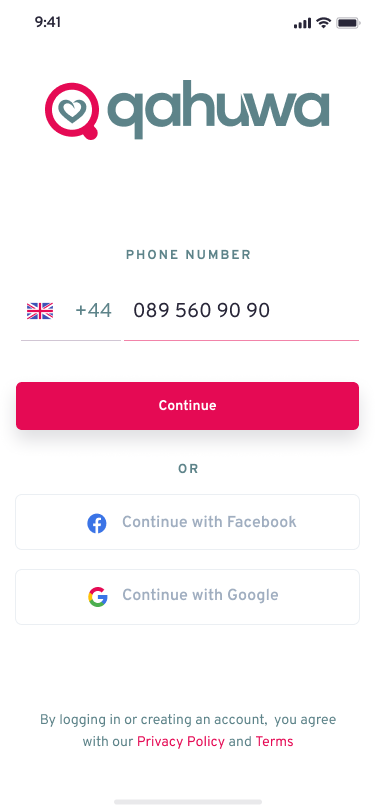 9:41
qahuwa
PHONE NUMBER
+44 089 560 90 90
Continue
OR
Continue with Facebook
Continue with Google
By logging in or creating an account, you agree
with our Privacy Policy and Terms